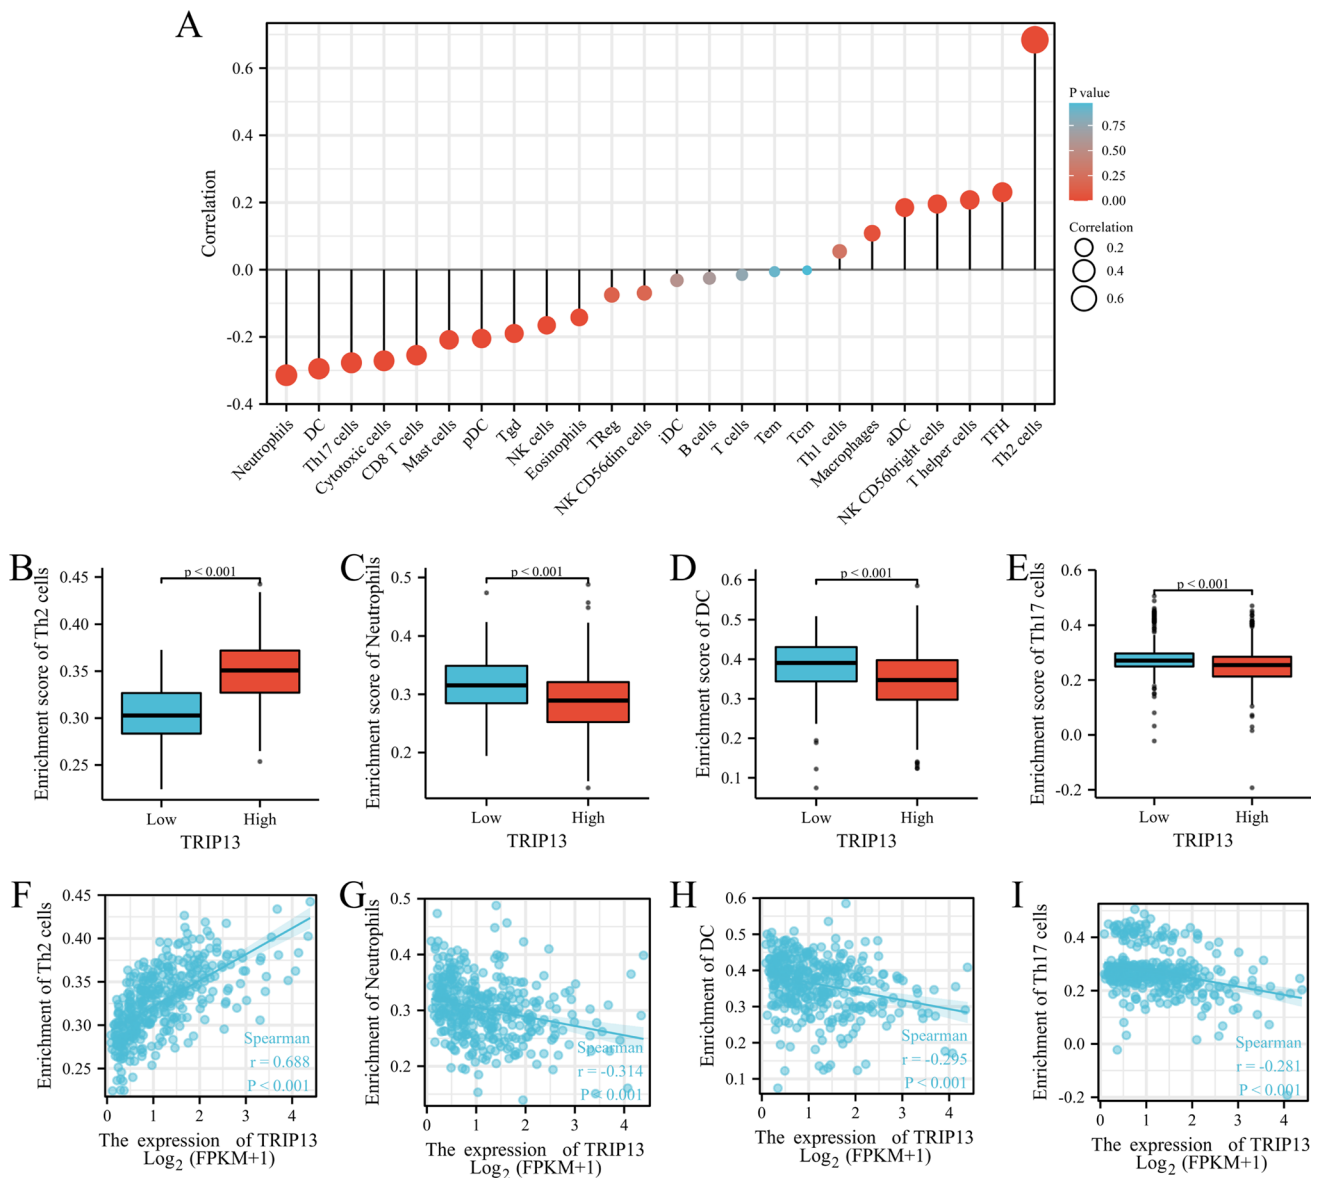 A
Correlation
0.6
0.4
0.2
0.0
-0.2
-0.4
Neutrophils
DC
Th17 cells
Cytotoxic cells
CD8 T cells
Mast cells
pDC
Tgd
NK cells
Eosinophils
TReg
NK CD56dim cells
iDC
B cells
T cells
Tem
Tcm
Th1 cells
Macrophages
aDC
NK CD56bright cells
T helper cells
TFH
Th2 cells
P value
0.75
0.50
0.25
0.00
Correlation
0.2
0.4
0.6
B
Enrichment score of Th2 cells
0.45
0.40
0.35
0.30
0.25
p < 0.001
Low High
TRIP13
C
Enrichment score of Neutrophils
0.5
0.4
0.3
0.2
p < 0.001
Low High
TRIP13
D
Enrichment score of DC
0.6
0.5
0.4
0.3
0.2
0.1
p < 0.001
Low High
TRIP13
E
Enrichment score of Th17 cells
0.6
0.4
0.2
0.0
-0.2
p < 0.001
Low High
TRIP13
F
Enrichment of Th2 cells
0.45
0.40
0.35
0.30
0.25
Spearman
r = 0.688
P < 0.001
0 1 2 3 4
The expression of TRIP13
Log2 (FPKM+1)
G
Enrichment of Neutrophils
0.5
0.4
0.3
0.2
Spearman
r = -0.314
P < 0.001
0 1 2 3 4
The expression of TRIP13
Log2 (FPKM+1)
H
Enrichment of DC
0.6
0.5
0.4
0.3
0.2
0.1
Spearman
r = -0.295
P < 0.001
0 1 2 3 4
The expression of TRIP13
Log2 (FPKM+1)
I
Enrichment of Th17 cells
0.4
0.2
0.0
-0.2
Spearman
r = -0.281
P < 0.001
0 1 2 3 4
The expression of TRIP13
Log2 (FPKM+1)